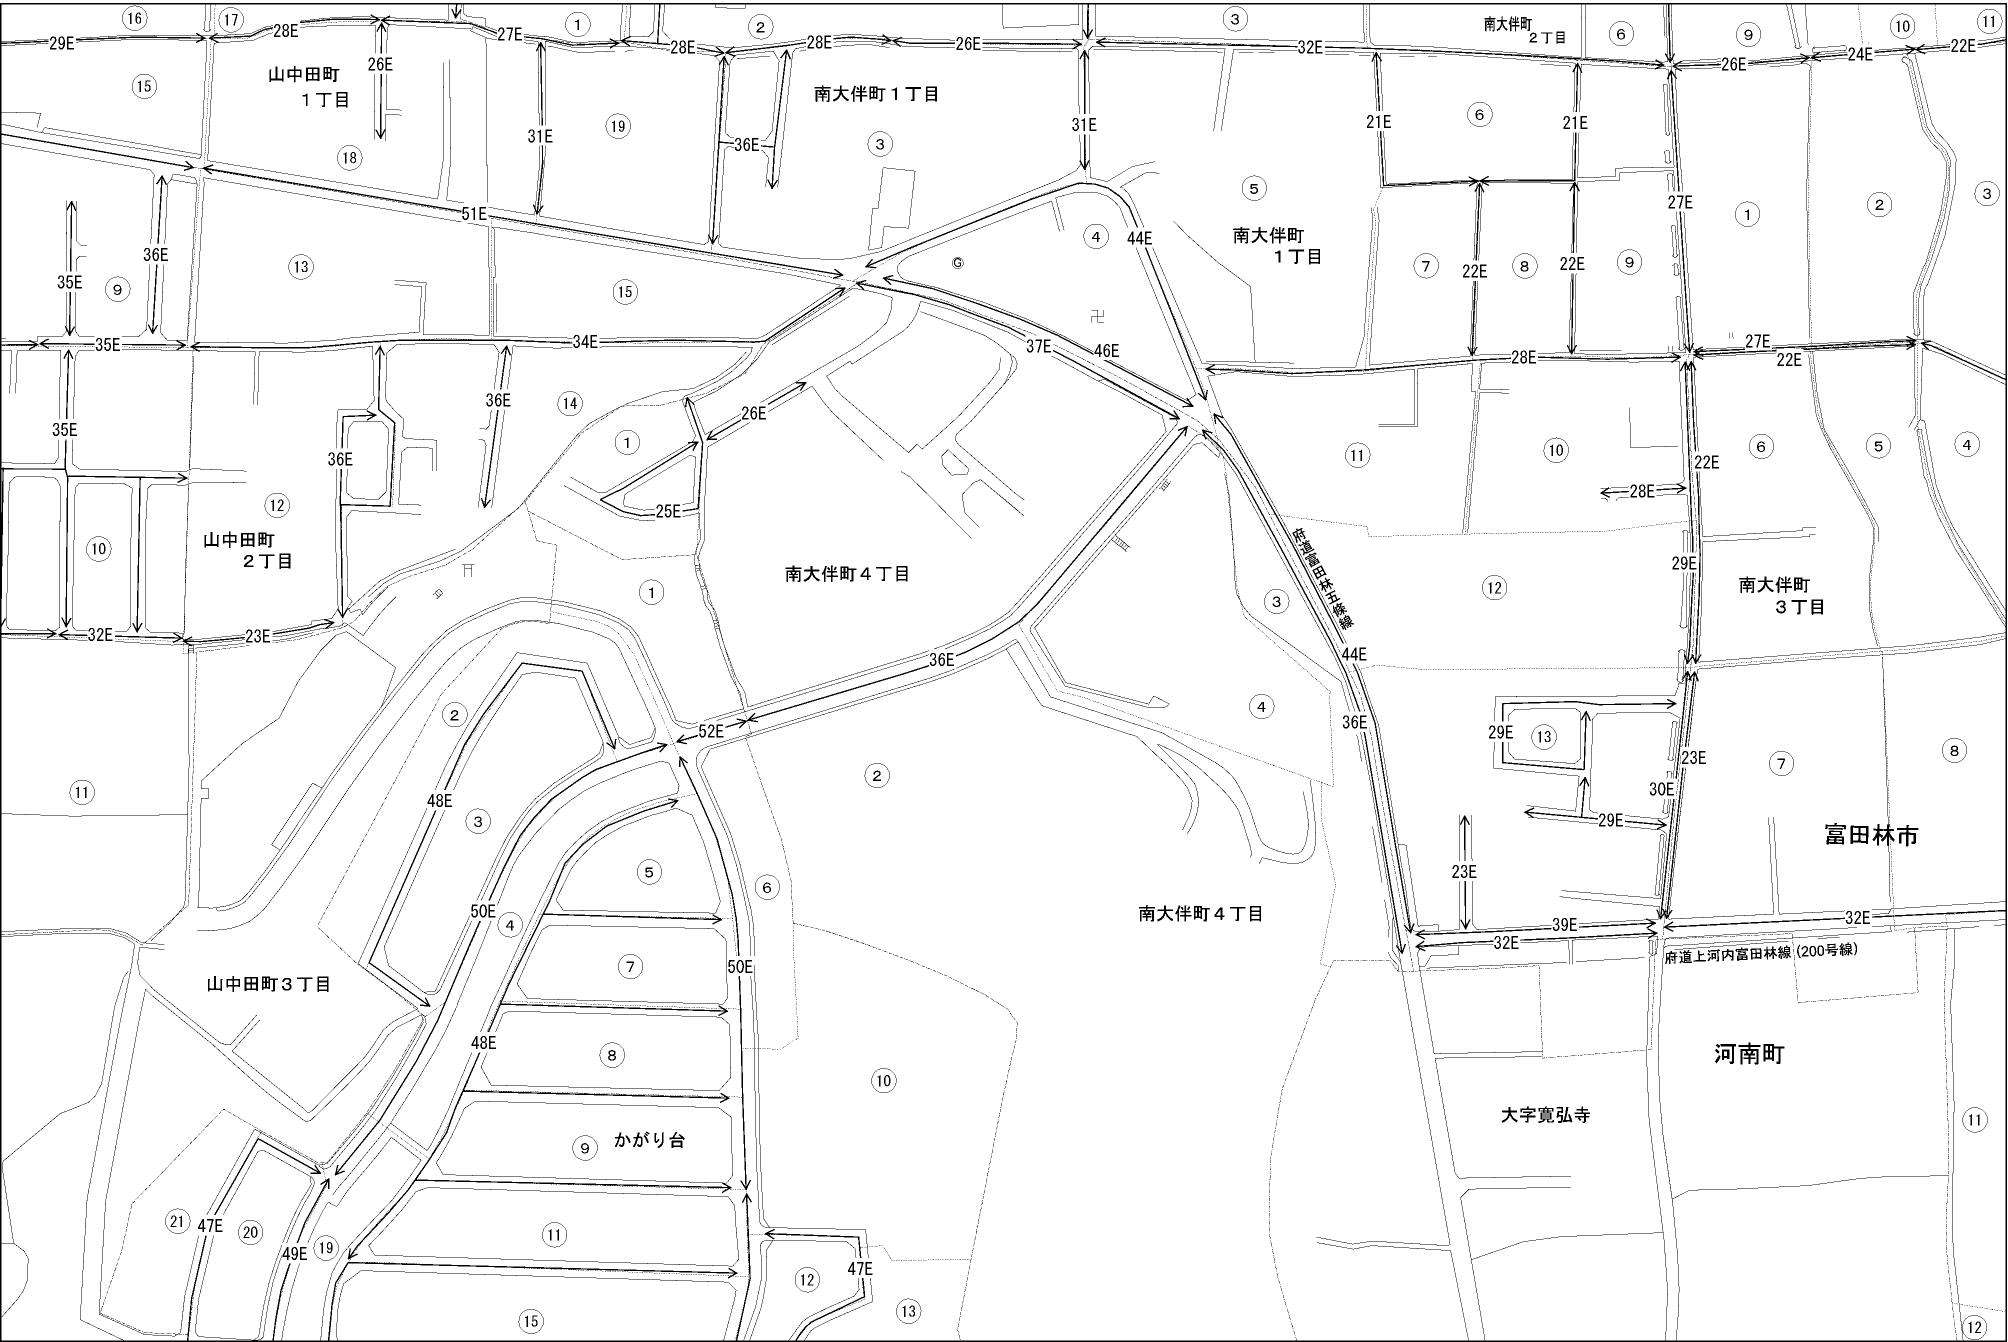 16
17
28E
29E
27E
1
28E
2
28E
26E
3
32E
南大伴町
2丁目
6
9
26E
10
24E
11
22E
15
山中田町
1丁目
26E
18
31E
19
36E
南大伴町1丁目
3
31E
5
南大伴町
1丁目
21E
6
21E
27E
1
2
3
51E
35E
9
36E
13
15
4
44E
G
卍
7
22E
8
22E
9
35E
34E
37E
46E
28E
27E
22E
35E
36E
36E
14
1
26E
25E
12
山中田町
2丁目
10
32E
23E
11
10
28E
22E
6
5
4
府道富田林五條線
29E
12
南大伴町
3丁目
南大伴町4丁目
1
3
36E
44E
36E
4
52E
2
2
3
48E
11
50E
4
5
6
7
50E
29E
13
30E
23E
29E
23E
7
8
富田林市
南大伴町4丁目
39E
32E
32E
府道上河内富田林線(200号線)
山中田町3丁目
48E
8
10
9
かがり台
河南町
大字寛弘寺
11
21
47E
20
49E
19
11
47E
12
13
15
12